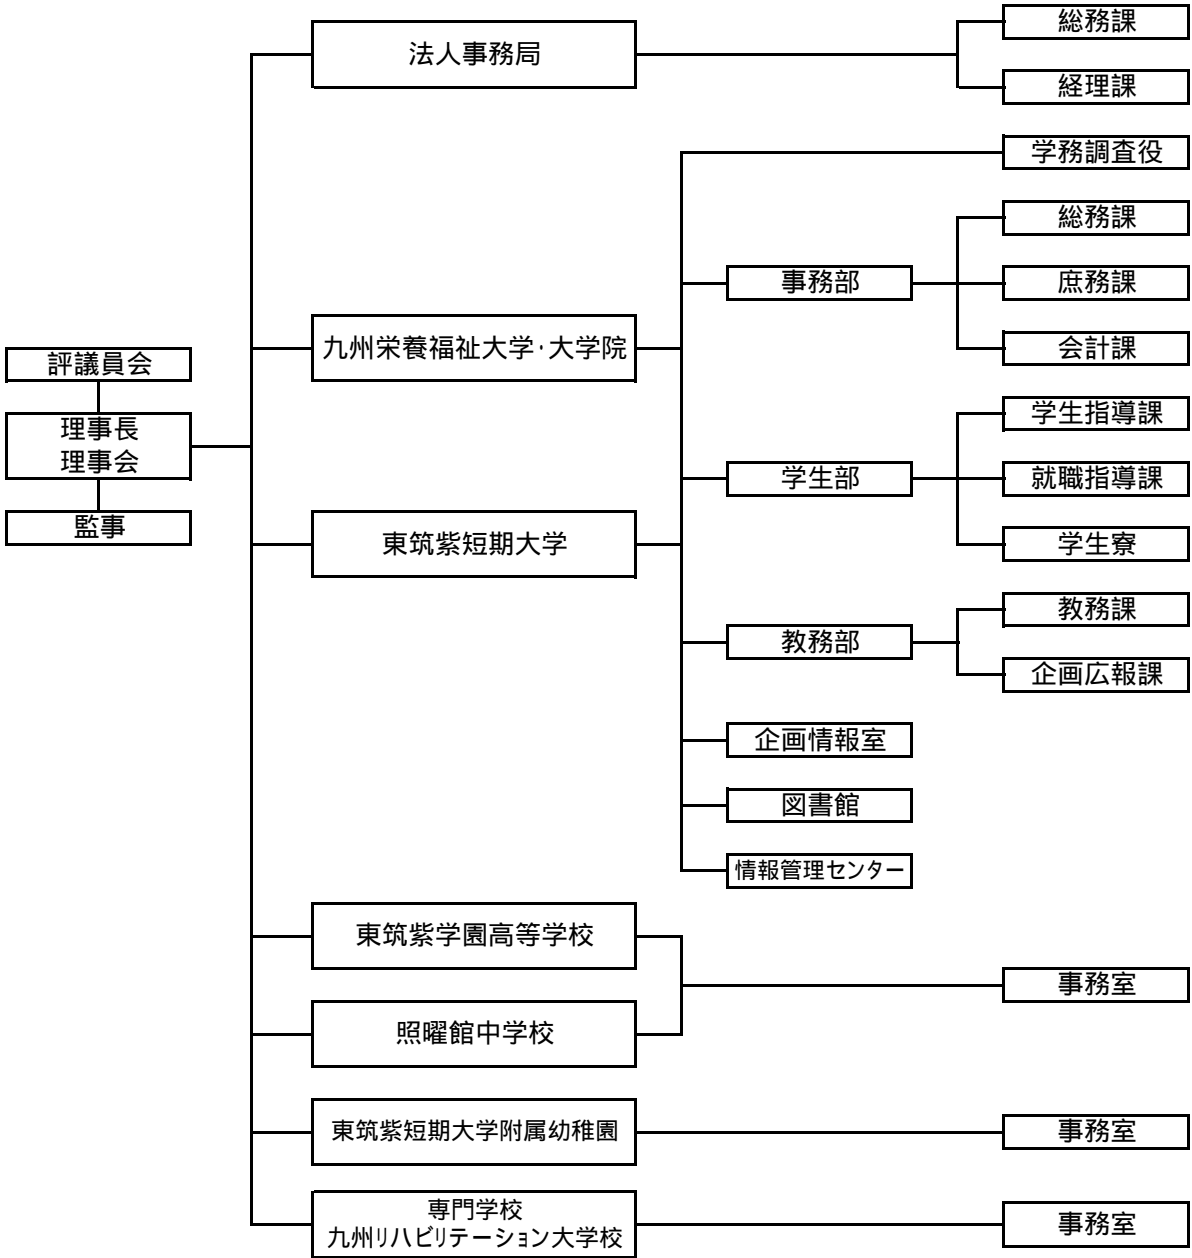 評議員会
理事長
理事会
監事
法人事務局
総務課
経理課
九州栄養福祉大学・大学院
東筑紫短期大学
学務調査役
事務部
総務課
庶務課
会計課
学生部
学生指導課
就職指導課
学生寮
教務部
教務課
企画広報課
企画情報室
図書館
情報管理センター
東筑紫学園高等学校
照曜館中学校
事務室
東筑紫短期大学附属幼稚園
事務室
専門学校
九州リハビリテーション大学校
事務室